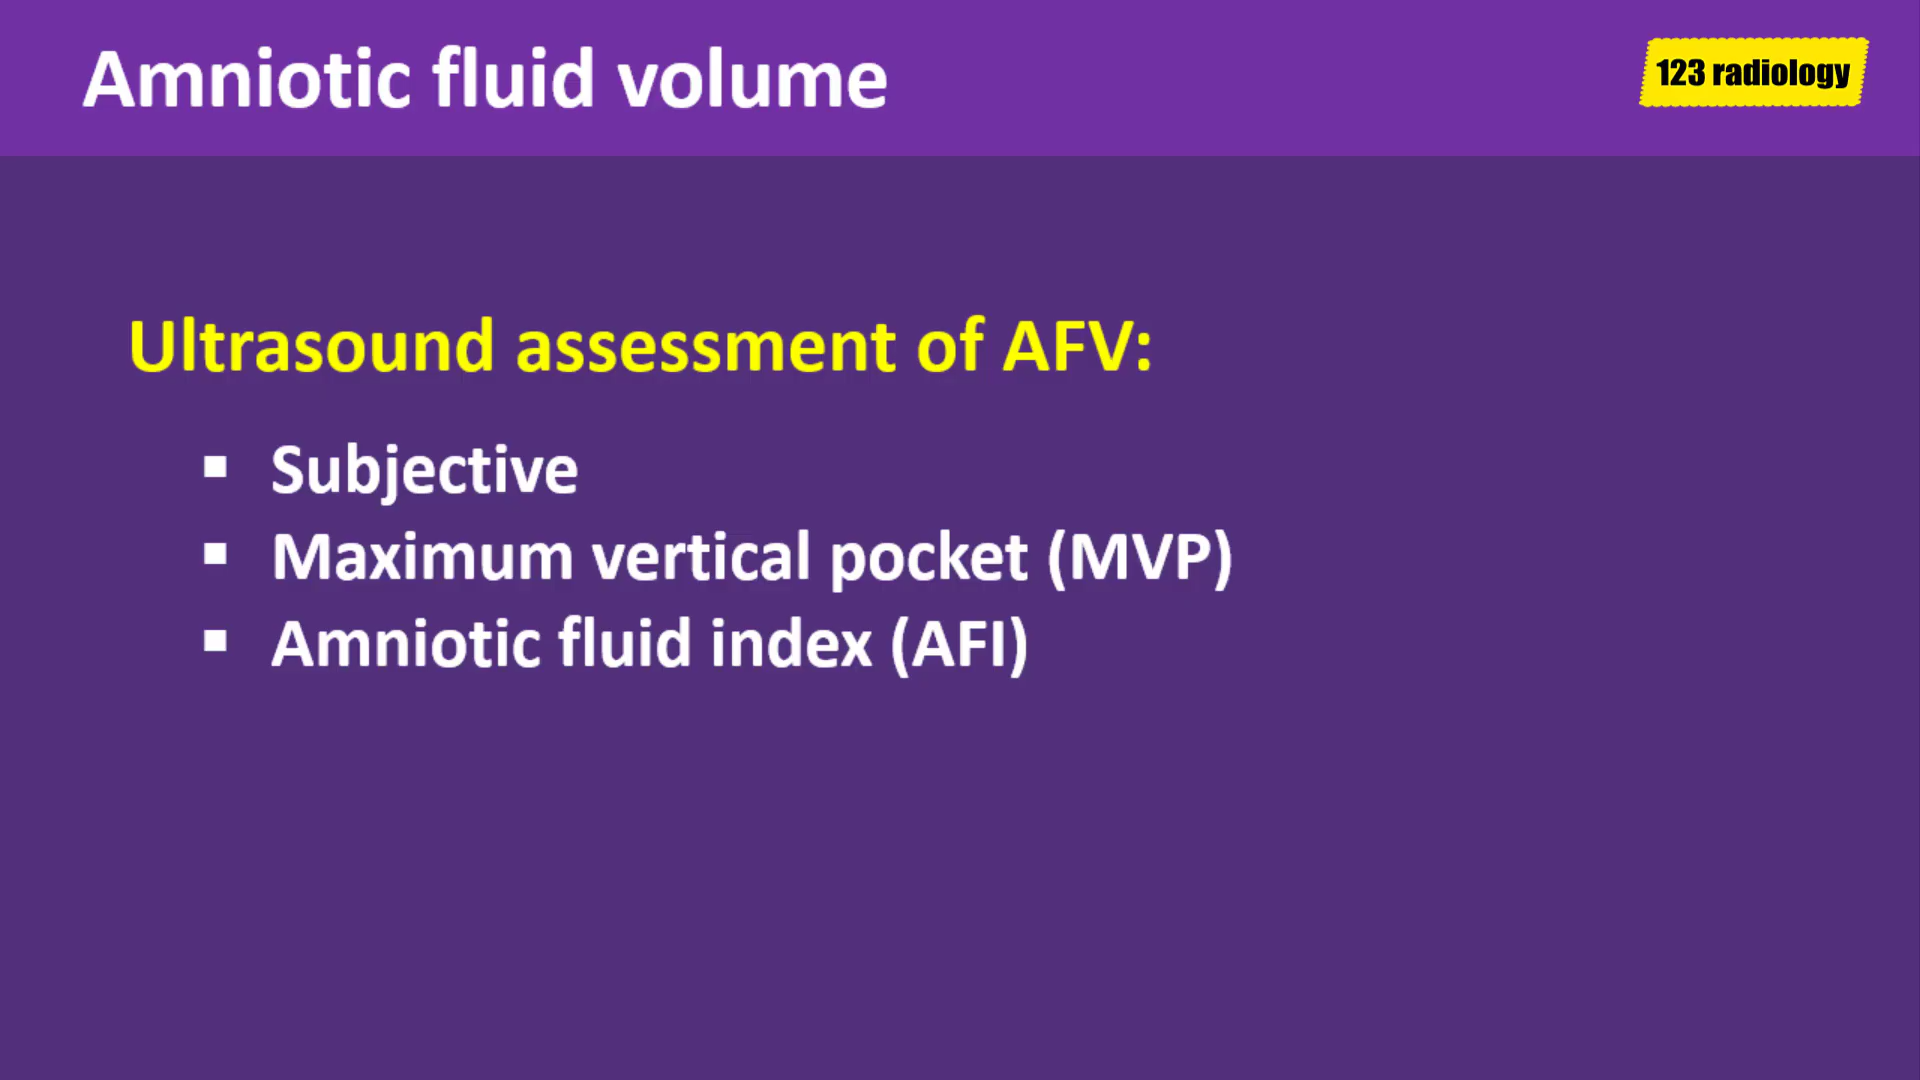 Amniotic fluid volume
123 radiology
Ultrasound assessment of AFV:
▪ Subjective
▪ Maximum vertical pocket (MVP)
▪ Amniotic fluid index (AFI)